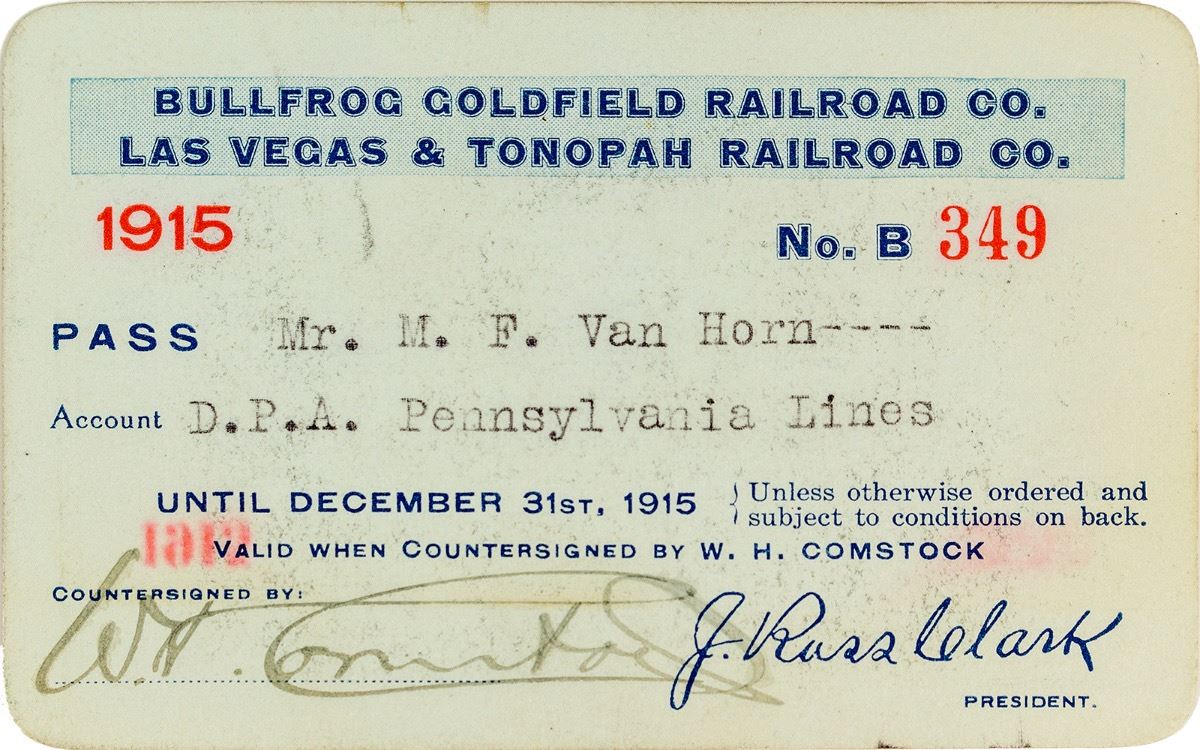 BULLFROG GOLDFIELD RAILROAD CO.
LAS VEGAS & TONOPAH RAILROAD CO.
1915 No. B 349
PASS Mr. M. F. Van Horn----
Account D.P.A. Pennsylvania Lines
UNTIL DECEMBER 31ST, 1915 } Unless otherwise ordered and
subject to conditions on back.
VALID WHEN COUNTERSIGNED BY W. H. COMSTOCK
COUNTERSIGNED BY:
W. H. Comstock J. Ross Clark
PRESIDENT.